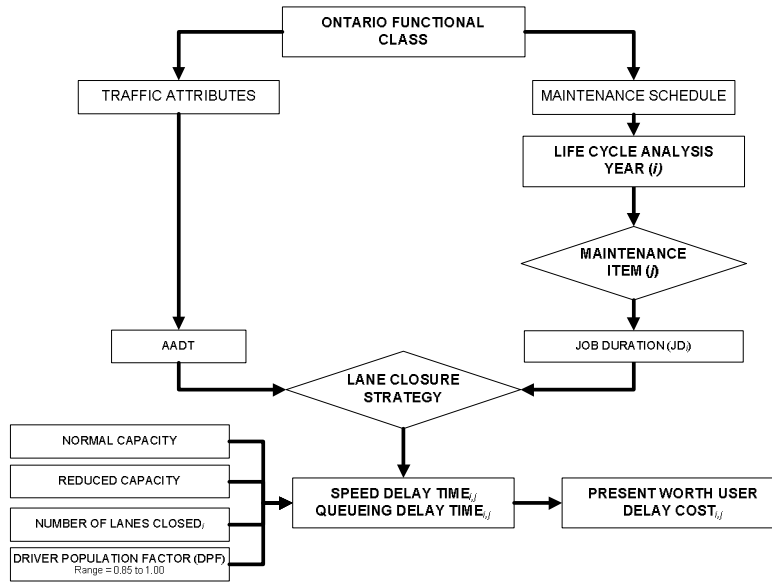 ONTARIO FUNCTIONAL
CLASS
TRAFFIC ATTRIBUTES
MAINTENANCE SCHEDULE
LIFE CYCLE ANALYSIS
YEAR (i)
MAINTENANCE
ITEM (j)
AADT
JOB DURATION (JDi)
LANE CLOSURE
STRATEGY
NORMAL CAPACITY
REDUCED CAPACITY
NUMBER OF LANES CLOSEDi
DRIVER POPULATION FACTOR (DPF)
Range = 0.85 to 1.00
SPEED DELAY TIMEi,j
QUEUEING DELAY TIMEi,j
PRESENT WORTH USER
DELAY COSTi,j